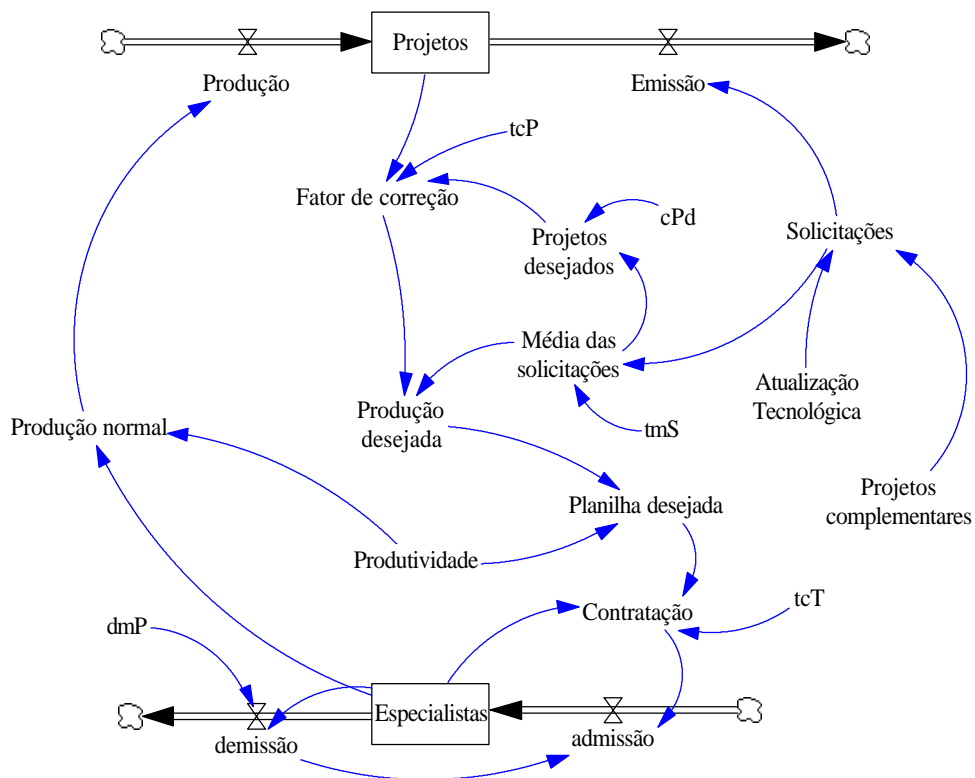 Projetos
Produção
Emissão
tcP
Fator de correção
cPd
Projetos
desejados
Solicitações
Média das
solicitações
Atualização
Tecnológica
Produção
desejada
Produção normal
tmS
Projetos
complementares
Planilha desejada
Produtividade
Contratação
tcT
dmP
Especialistas
demissão
admissão